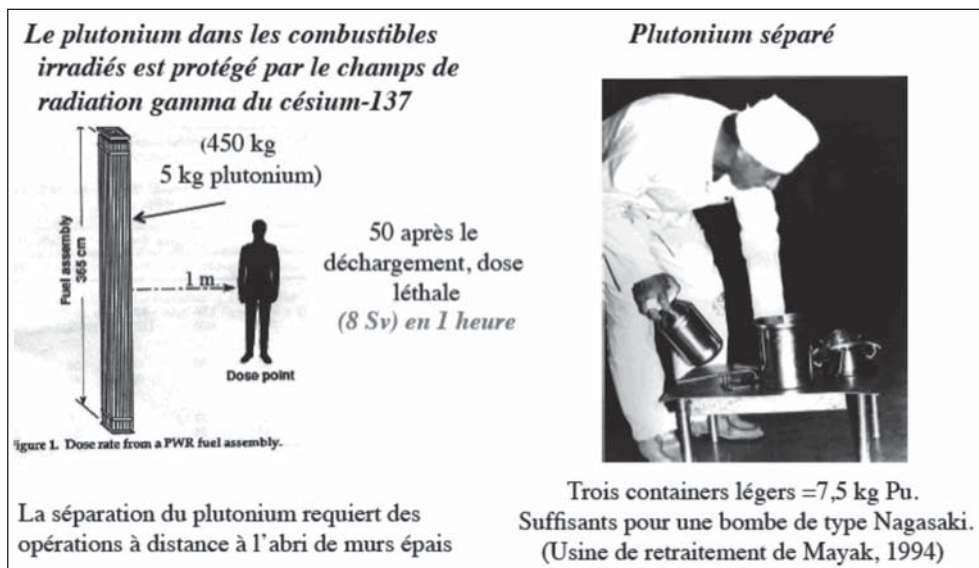 Le plutonium dans les combustibles
irradiés est protégé par le champs de
radiation gamma du césium-137
(450 kg
5 kg plutonium)
Fuel assembly
365 cm
1 m.
Dose point
50 après le
déchargement, dose
léthale
(8 Sv) en 1 heure
igure 1. Dose rate from a PWR fuel assembly.
La séparation du plutonium requiert des
opérations à distance à l’abri de murs épais
Plutonium séparé
Trois containers légers =7,5 kg Pu.
Suffisants pour une bombe de type Nagasaki.
(Usine de retraitement de Mayak, 1994)